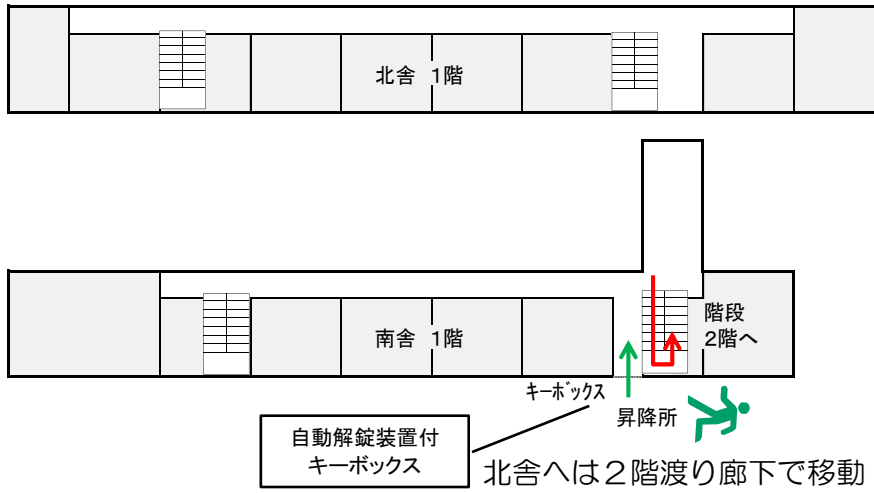 北舎 1階
南舎 1階
階段
2階へ
キーボックス
昇降所
自動解錠装置付
キーボックス
北舎へは２階渡り廊下で移動